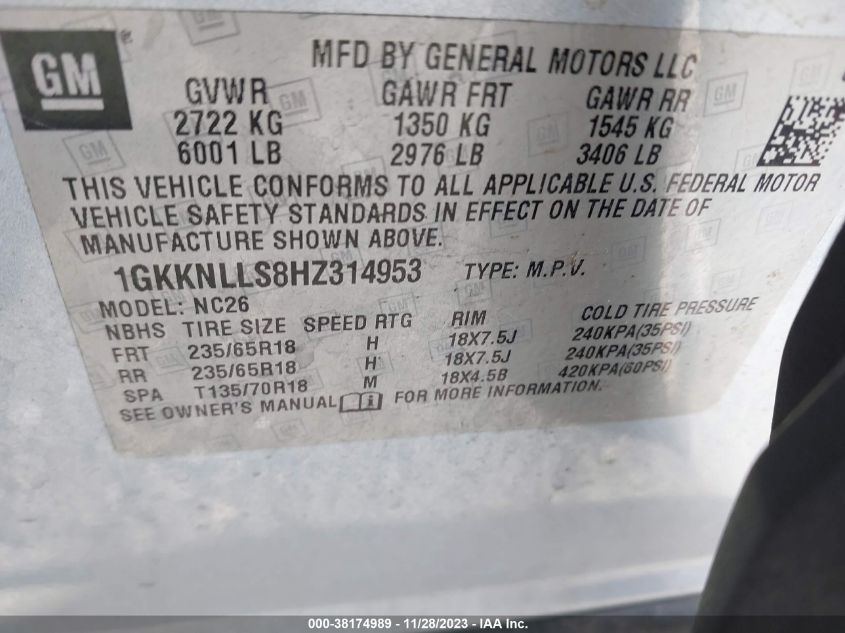 GM
MFD BY GENERAL MOTORS LLC
GVWR GAWR FRT GAWR RR
2722 KG 1350 KG 1545 KG
6001 LB 2976 LB 3406 LB
THIS VEHICLE CONFORMS TO ALL APPLICABLE U.S. FEDERAL MOTOR
VEHICLE SAFETY STANDARDS IN EFFECT ON THE DATE OF
MANUFACTURE SHOWN ABOVE.
1GKKNLLS8HZ314953 TYPE: M.P.V.
MODEL: NC26
NBHS TIRE SIZE SPEED RTG RIM COLD TIRE PRESSURE
FRT 235/65R18 H 18X7.5J 240KPA(35PSI)
RR 235/65R18 H 18X7.5J 240KPA(35PSI)
SPA T135/70R18 M 18X4.5B 420KPA(60PSI)
SEE OWNER'S MANUAL FOR MORE INFORMATION.
000-38174989 - 11/28/2023 - IAA Inc.